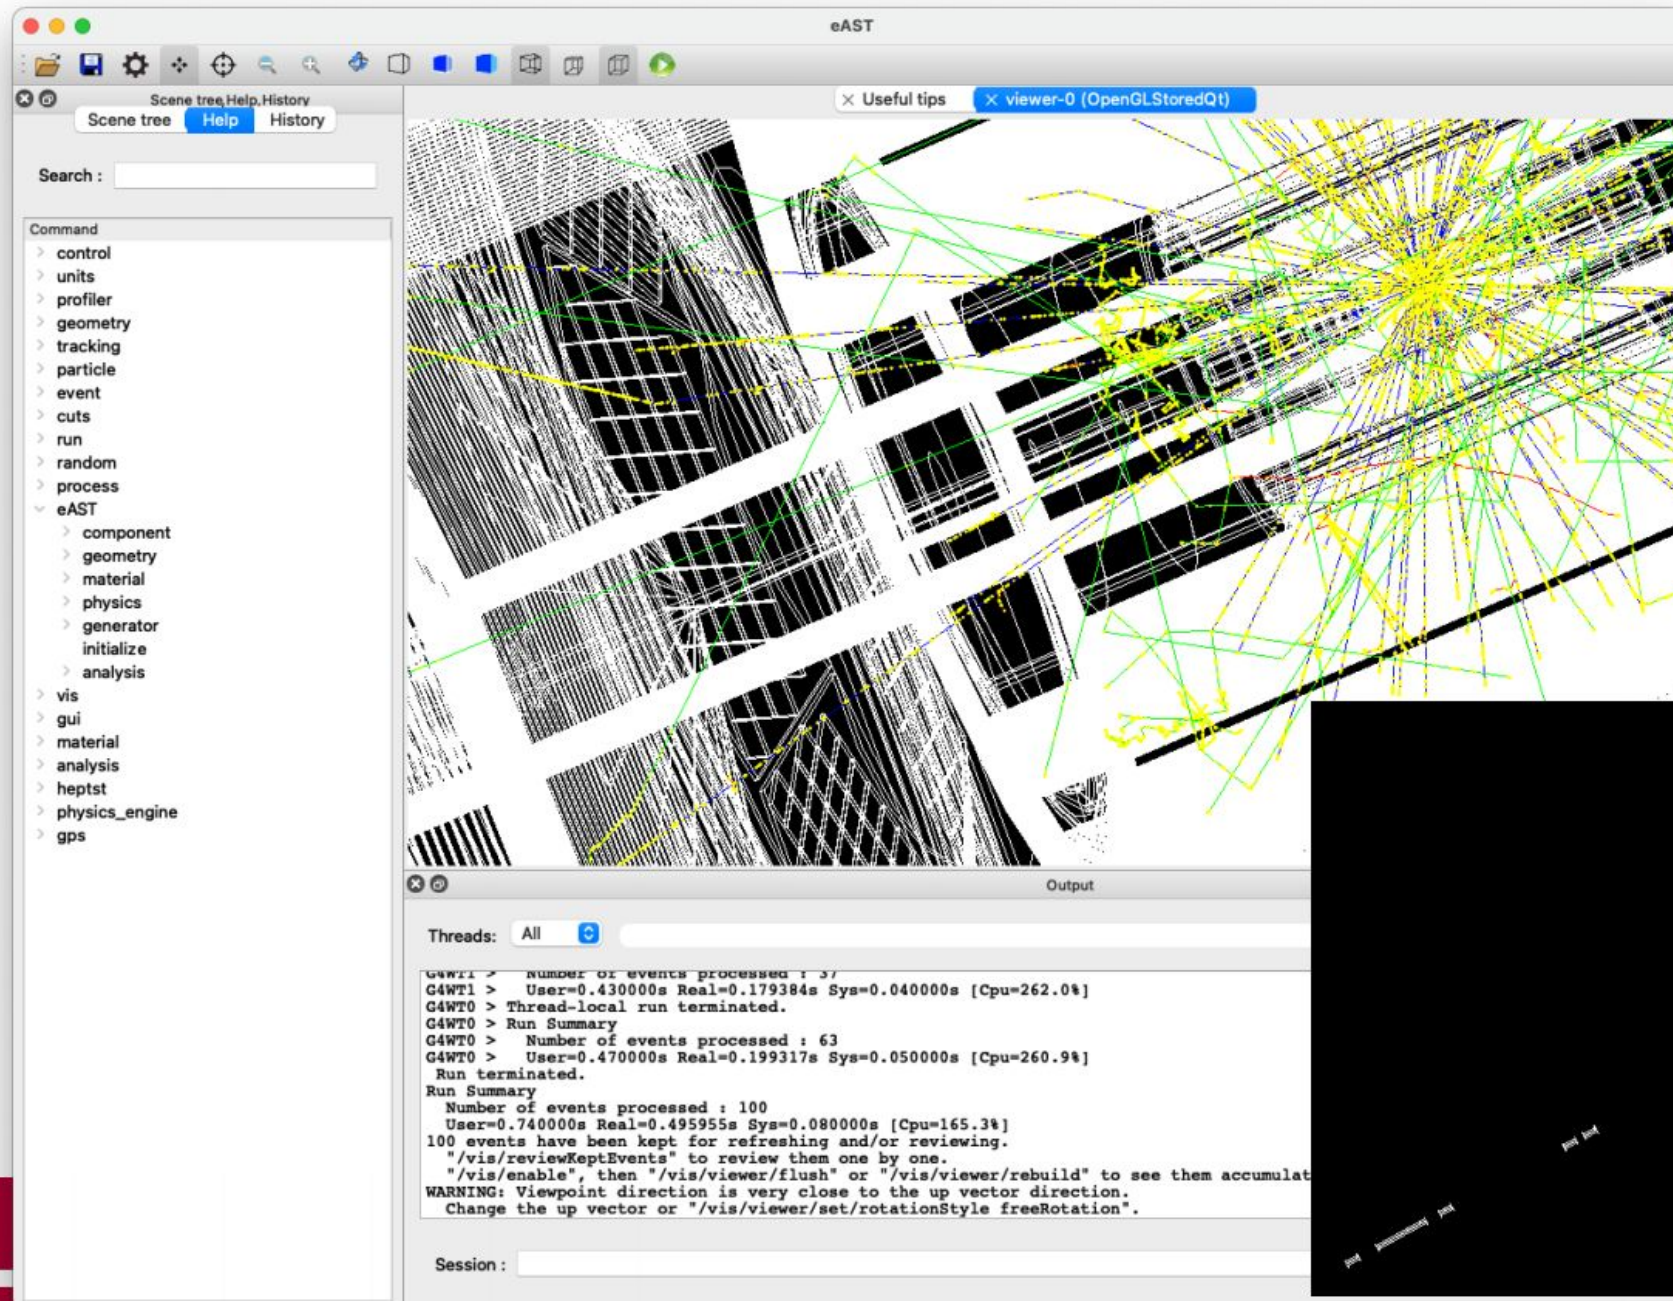 eAST
Scene tree,Help,History
Scene tree Help History
Search :
Command
control
units
profiler
geometry
tracking
particle
event
cuts
run
random
process
eAST
component
geometry
material
physics
generator
initialize
analysis
vis
gui
material
analysis
heptst
physics_engine
gps
Useful tips
viewer-0 (OpenGLStoredQt)
Output
Threads: All
G4WT1 > Number of events processed : 37
G4WT1 > User=0.430000s Real=0.179384s Sys=0.040000s [Cpu=262.0%]
G4WT0 > Thread-local run terminated.
G4WT0 > Run Summary
G4WT0 > Number of events processed : 63
G4WT0 > User=0.470000s Real=0.199317s Sys=0.050000s [Cpu=260.9%]
Run terminated.
Run Summary
Number of events processed : 100
User=0.740000s Real=0.495955s Sys=0.080000s [Cpu=165.3%]
100 events have been kept for refreshing and/or reviewing.
"/vis/reviewKeptEvents" to review them one by one.
"/vis/enable", then "/vis/viewer/flush" or "/vis/viewer/rebuild" to see them accumulat
WARNING: Viewpoint direction is very close to the up vector direction.
Change the up vector or "/vis/viewer/set/rotationStyle freeRotation".
Session :